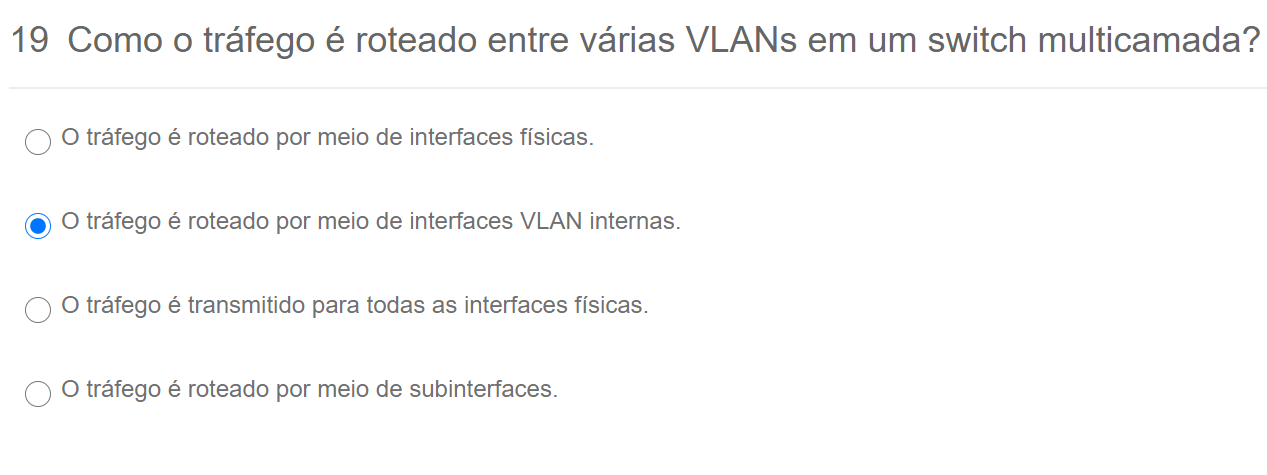 19 Como o tráfego é roteado entre várias VLANs em um switch multicamada?
O tráfego é roteado por meio de interfaces físicas.
O tráfego é roteado por meio de interfaces VLAN internas.
O tráfego é transmitido para todas as interfaces físicas.
O tráfego é roteado por meio de subinterfaces.